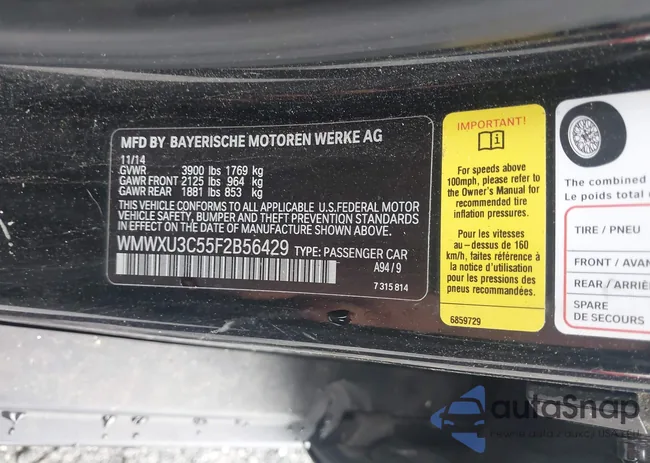 MFD BY BAYERISCHE MOTOREN WERKE AG
11/14
GVWR 3900 lbs 1769 kg
GAWR FRONT 2125 lbs 964 kg
GAWR REAR 1881 lbs 853 kg
THIS VEHICLE CONFORMS TO ALL APPLICABLE U.S.FEDERAL MOTOR
VEHICLE SAFETY, BUMPER AND THEFT PREVENTION STANDARDS
IN EFFECT ON THE DATE OF MANUFACTURE SHOWN ABOVE.
WMWXU3C55F2B56429 TYPE: PASSENGER CAR
A94 / 9
7 315 814
IMPORTANT!
For speeds above
100mph, please refer to
the Owner's Manual for
recommended tire
inflation pressures.
Pour les vitesses
au-dessus de 160
km/h, faites référence à
la notice d'utilisation
pour les pressions des
pneus recommandées.
6859729
The combined
Le poids total
TIRE / PNEU
FRONT / AVAN
REAR / ARRIÈ
SPARE
DE SECOURS
autoSnap